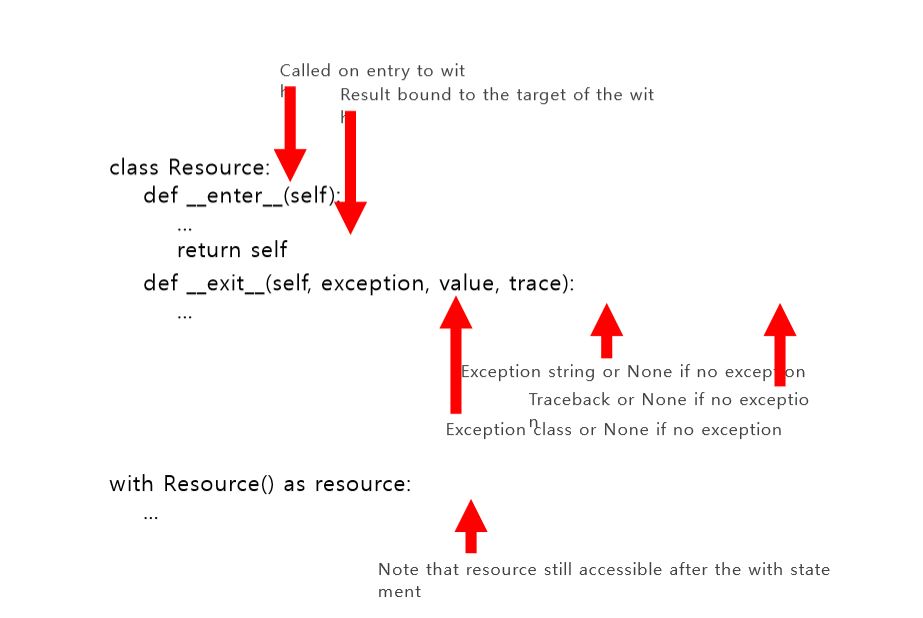 Called on entry to wit
h
Result bound to the target of the wit
h
class Resource:
def __enter__(self):
...
return self
def __exit__(self, exception, value, trace):
...
Exception string or None if no exception
Traceback or None if no exceptio
n
Exception class or None if no exception
with Resource() as resource:
...
Note that resource still accessible after the with state
ment